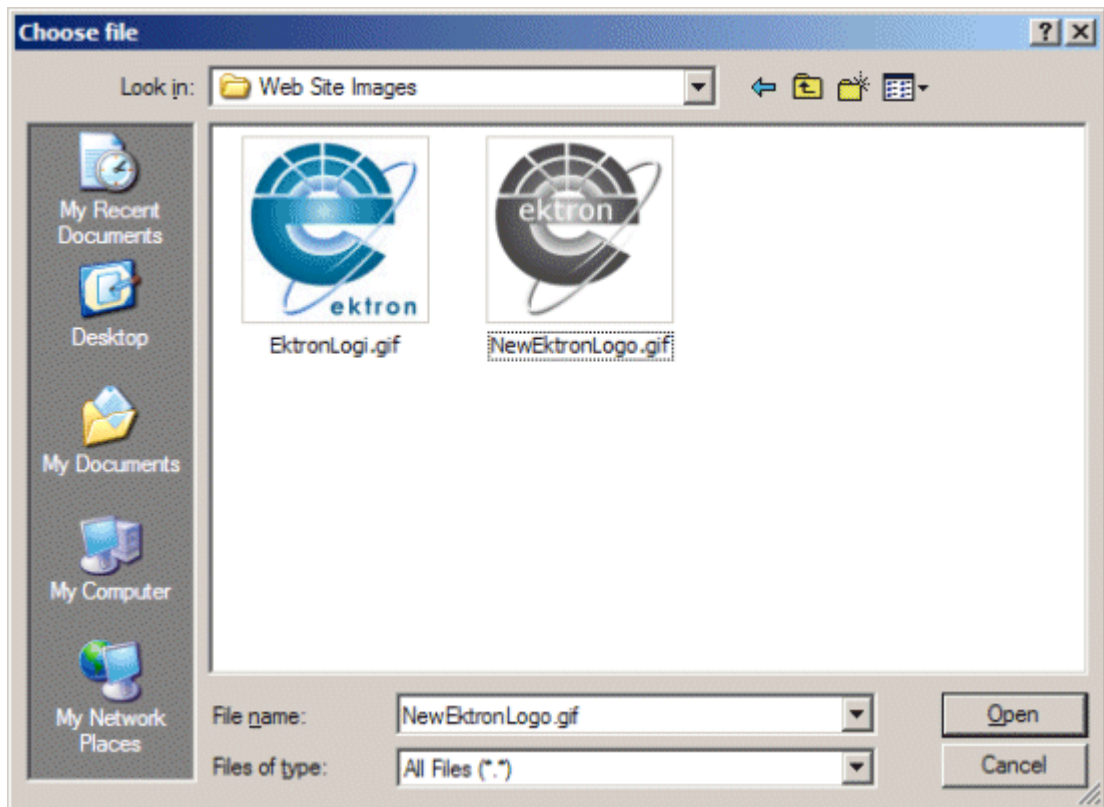 Choose file
Look in:
Web Site Images
My Recent
Documents
Desktop
My Documents
My Computer
My Network
Places
ektron
EktronLogi.gif
ektron
NewEktronLogo.gif
File name:
NewEktronLogo.gif
Open
Files of type:
All Files (*.*)
Cancel